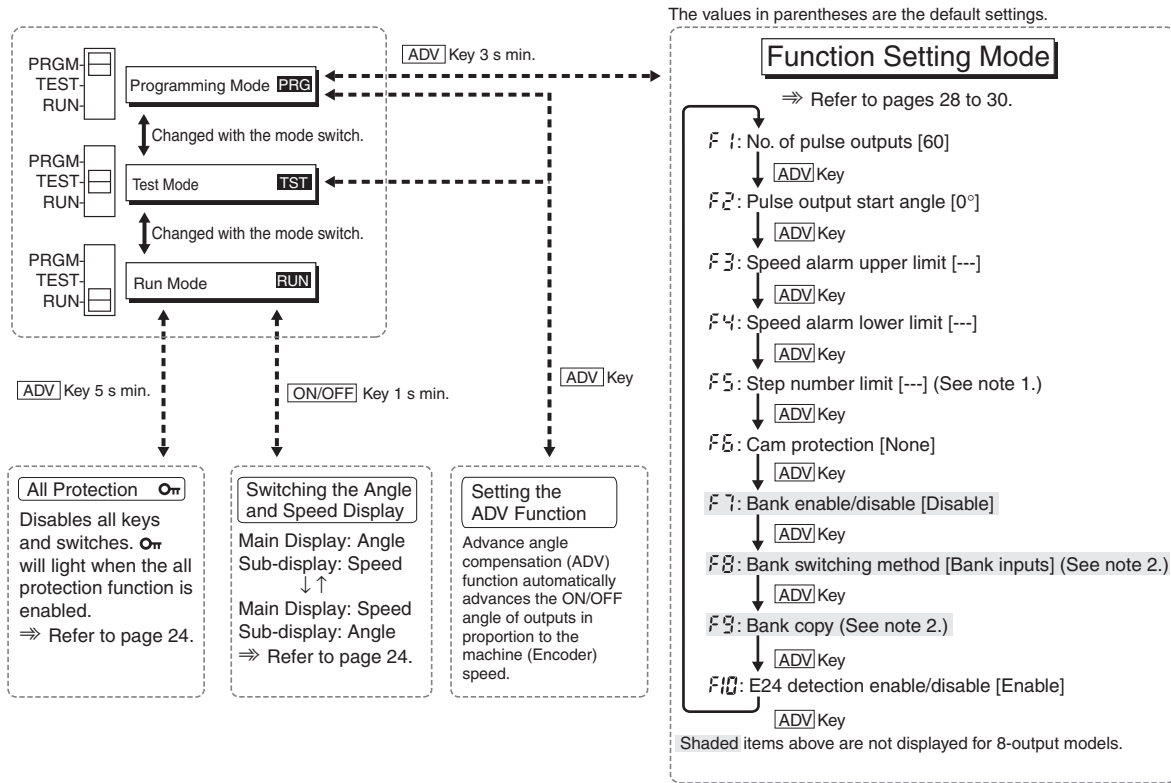 The values in parentheses are the default settings.
PRGM
TEST
RUN
Programming Mode PRG
ADV Key 3 s min.
Changed with the mode switch.
PRGM
TEST
RUN
Test Mode TST
Changed with the mode switch.
PRGM
TEST
RUN
Run Mode RUN
ADV Key 5 s min.
ON/OFF Key 1 s min.
ADV Key
All Protection
Disables all keys
and switches.
will light when the all
protection function is
enabled.
⇒ Refer to page 24.
Switching the Angle
and Speed Display
Main Display: Angle
Sub-display: Speed
↓↑
Main Display: Speed
Sub-display: Angle
⇒ Refer to page 24.
Setting the
ADV Function
Advance angle
compensation (ADV)
function automatically
advances the ON/OFF
angle of outputs in
proportion to the
machine (Encoder)
speed.
Function Setting Mode
⇒ Refer to pages 28 to 30.
F1: No. of pulse outputs [60]
ADV Key
F2: Pulse output start angle [0°]
ADV Key
F3: Speed alarm upper limit [---]
ADV Key
F4: Speed alarm lower limit [---]
ADV Key
F5: Step number limit [---] (See note 1.)
ADV Key
F6: Cam protection [None]
ADV Key
F7: Bank enable/disable [Disable]
ADV Key
F8: Bank switching method [Bank inputs] (See note 2.)
ADV Key
F9: Bank copy (See note 2.)
ADV Key
F10: E24 detection enable/disable [Enable]
ADV Key
Shaded items above are not displayed for 8-output models.